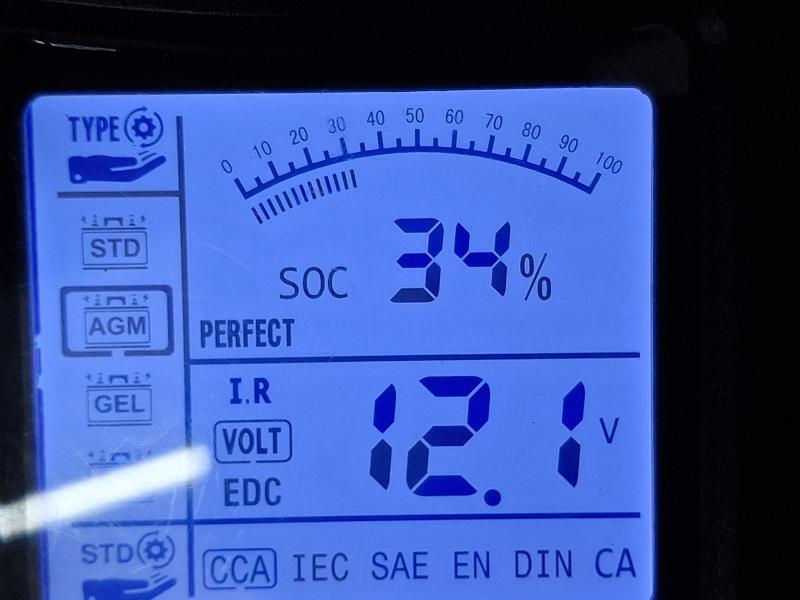 TYPE
0 10 20 30 40 50 60 70 80 90 100
STD
SOC 34%
AGM
PERFECT
I.R
GEL
VOLT 12.1 V
EDC
STD
CCA IEC SAE EN DIN CA